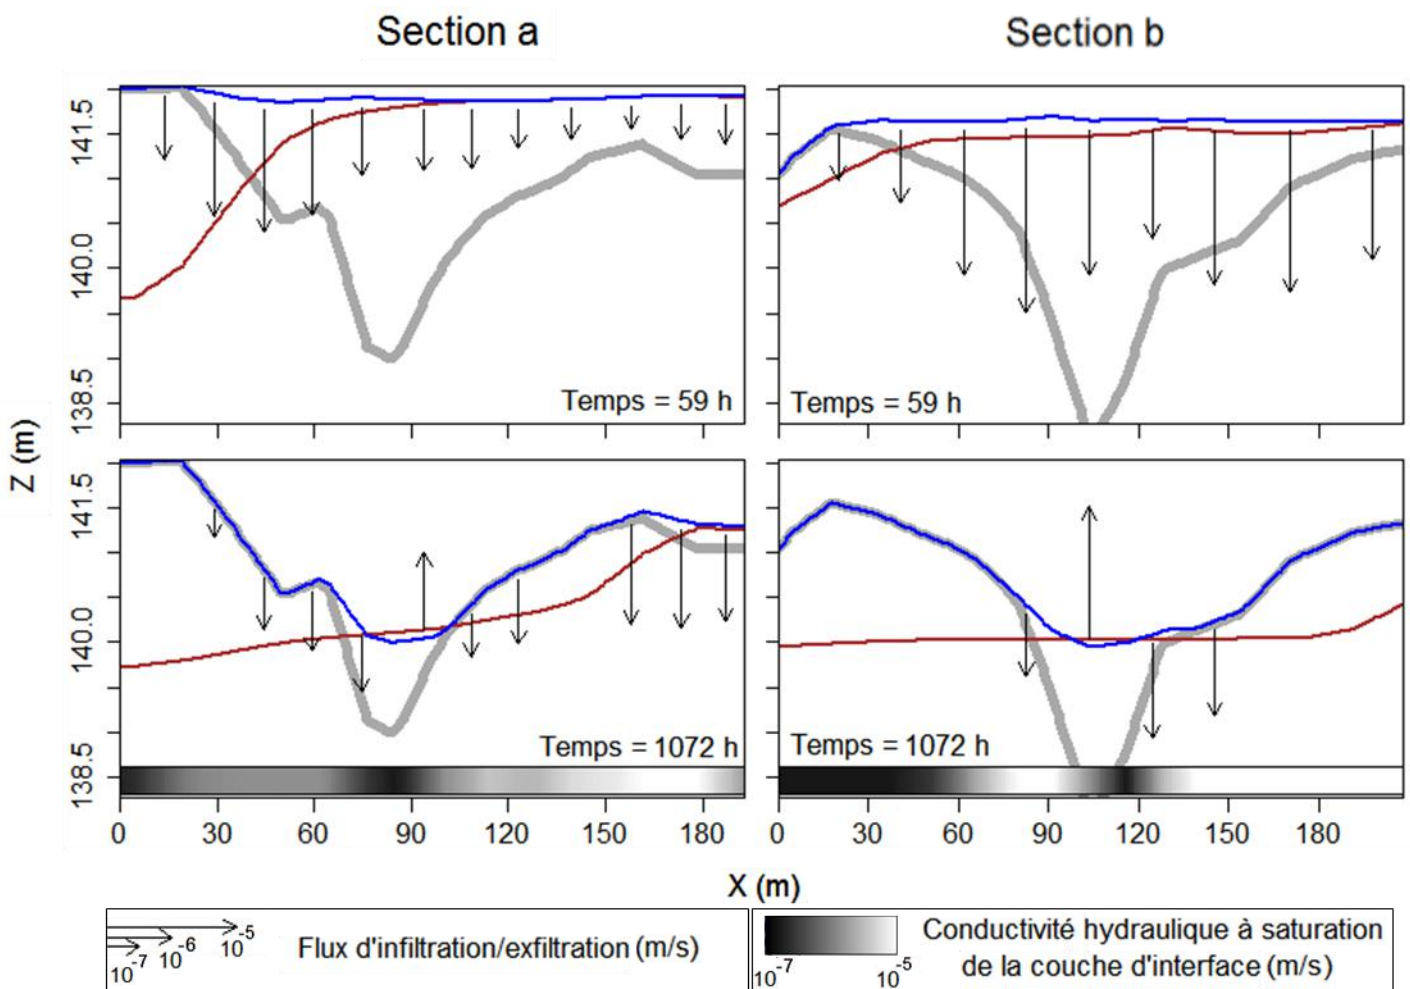 Section a
Section b
Z (m)
141.5
140.0
138.5
Temps = 59 h
Temps = 59 h
141.5
140.0
138.5
Temps = 1072 h
Temps = 1072 h
0 30 60 90 120 150 180
0 30 60 90 120 150 180
X (m)
10-7 10-6 10-5
Flux d'infiltration/exfiltration (m/s)
10-7 10-5
Conductivité hydraulique à saturation
de la couche d'interface (m/s)